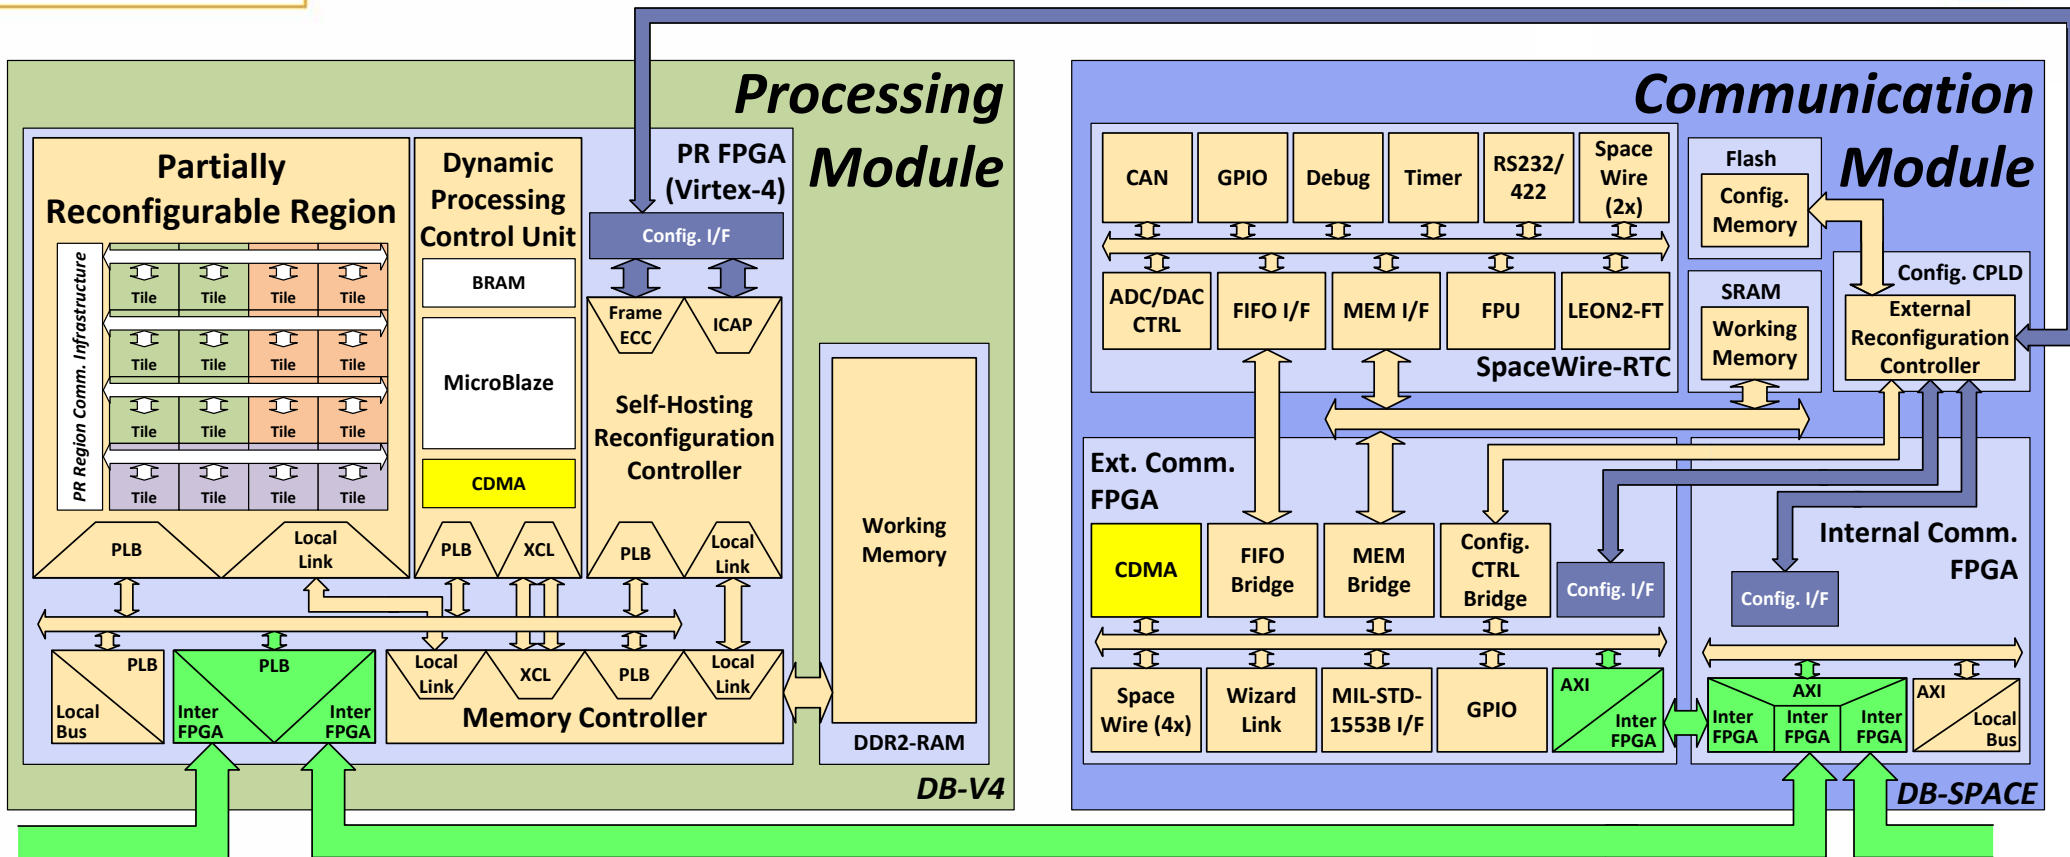 Processing
Module
PR FPGA
(Virtex-4)
Partially
Reconfigurable Region
PR Region Comm. Infrastructure
Tile Tile Tile Tile
Tile Tile Tile Tile
Tile Tile Tile Tile
Tile Tile Tile Tile
PLB
Local
Link
Dynamic
Processing
Control Unit
BRAM
MicroBlaze
CDMA
PLB
XCL
Config. I/F
Frame
ECC
ICAP
Self-Hosting
Reconfiguration
Controller
PLB
Local
Link
PLB
Local
Bus
PLB
Inter
FPGA
Inter
FPGA
Local
Link
XCL
PLB
Local
Link
Memory Controller
Working
Memory
DDR2-RAM
DB-V4
Communication
Module
CAN
GPIO
Debug
Timer
RS232/
422
Space
Wire
(2x)
ADC/DAC
CTRL
FIFO I/F
MEM I/F
FPU
LEON2-FT
SpaceWire-RTC
Flash
Config.
Memory
SRAM
Working
Memory
Config. CPLD
External
Reconfiguration
Controller
Ext. Comm.
FPGA
CDMA
FIFO
Bridge
MEM
Bridge
Config.
CTRL
Bridge
Config. I/F
Space
Wire (4x)
Wizard
Link
MIL-STD-
1553B I/F
GPIO
AXI
Inter
FPGA
Internal Comm.
FPGA
Config. I/F
AXI
Inter
FPGA
Inter
FPGA
Inter
FPGA
AXI
Local
Bus
DB-SPACE